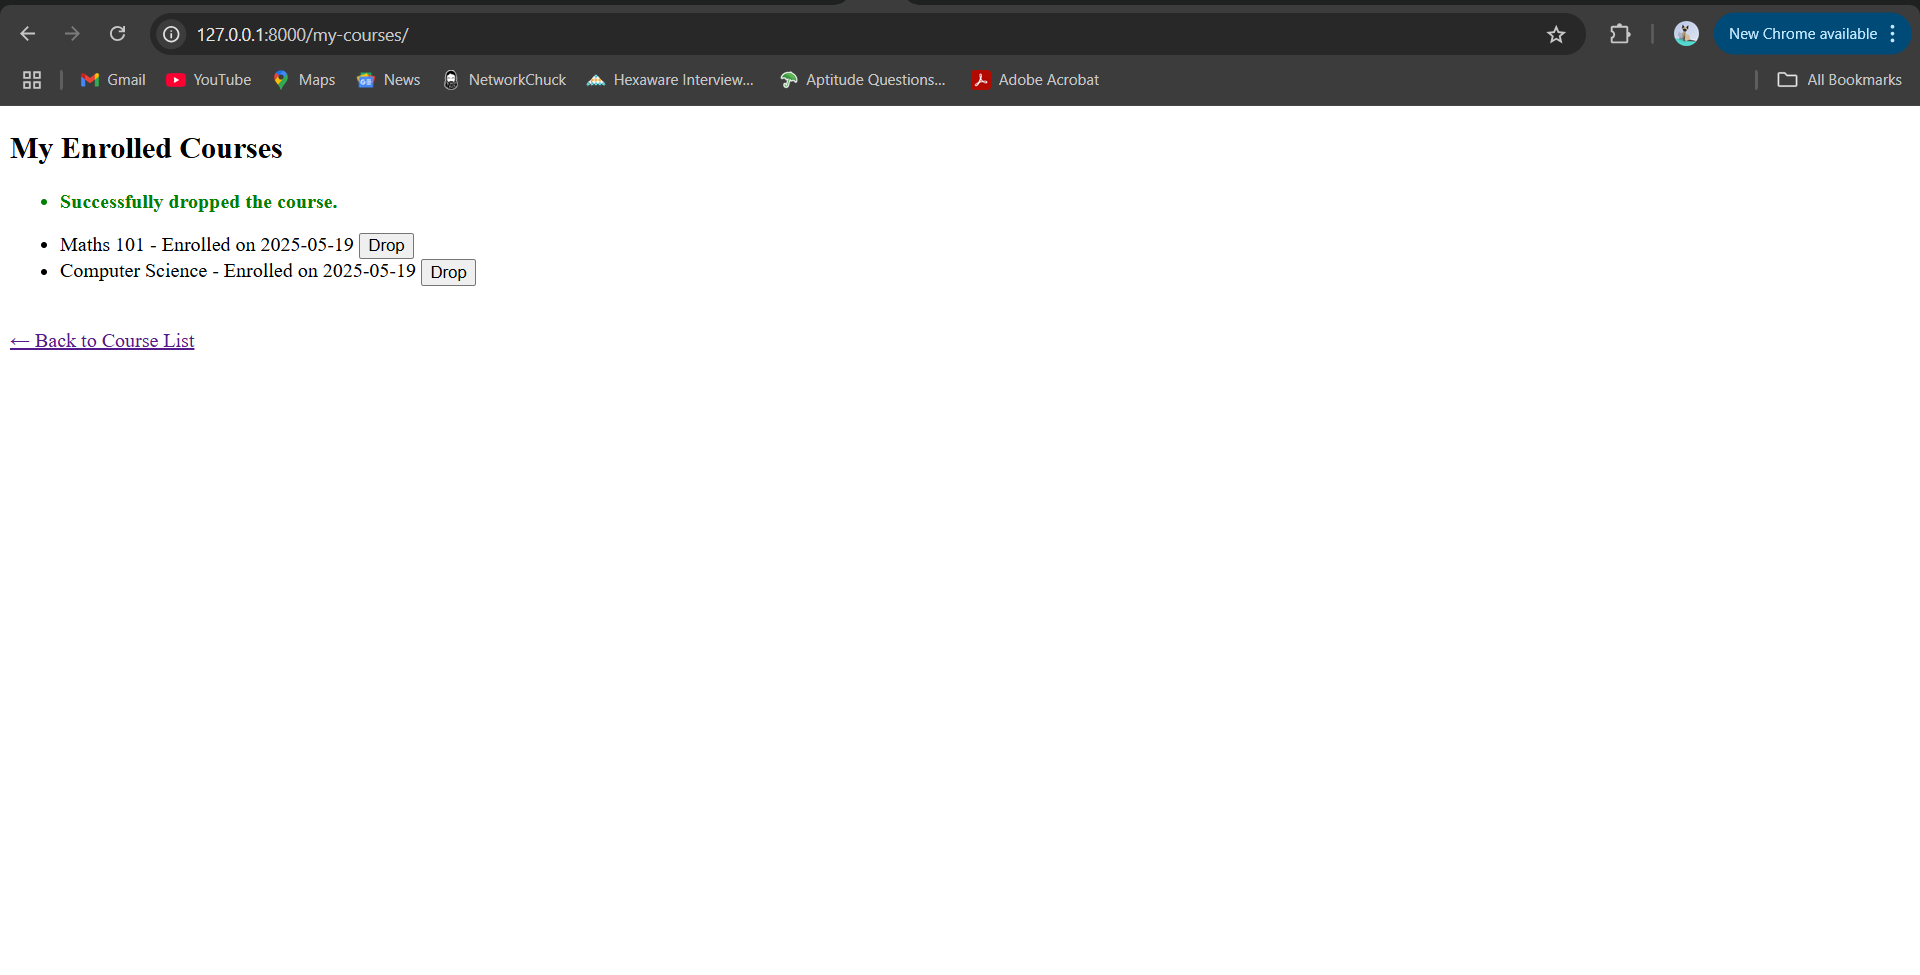 127.0.0.1:8000/my-courses/
New Chrome available
Gmail YouTube Maps News NetworkChuck Hexaware Interview... Aptitude Questions... Adobe Acrobat All Bookmarks
My Enrolled Courses
Successfully dropped the course.
Maths 101 - Enrolled on 2025-05-19 Drop
Computer Science - Enrolled on 2025-05-19 Drop
← Back to Course List